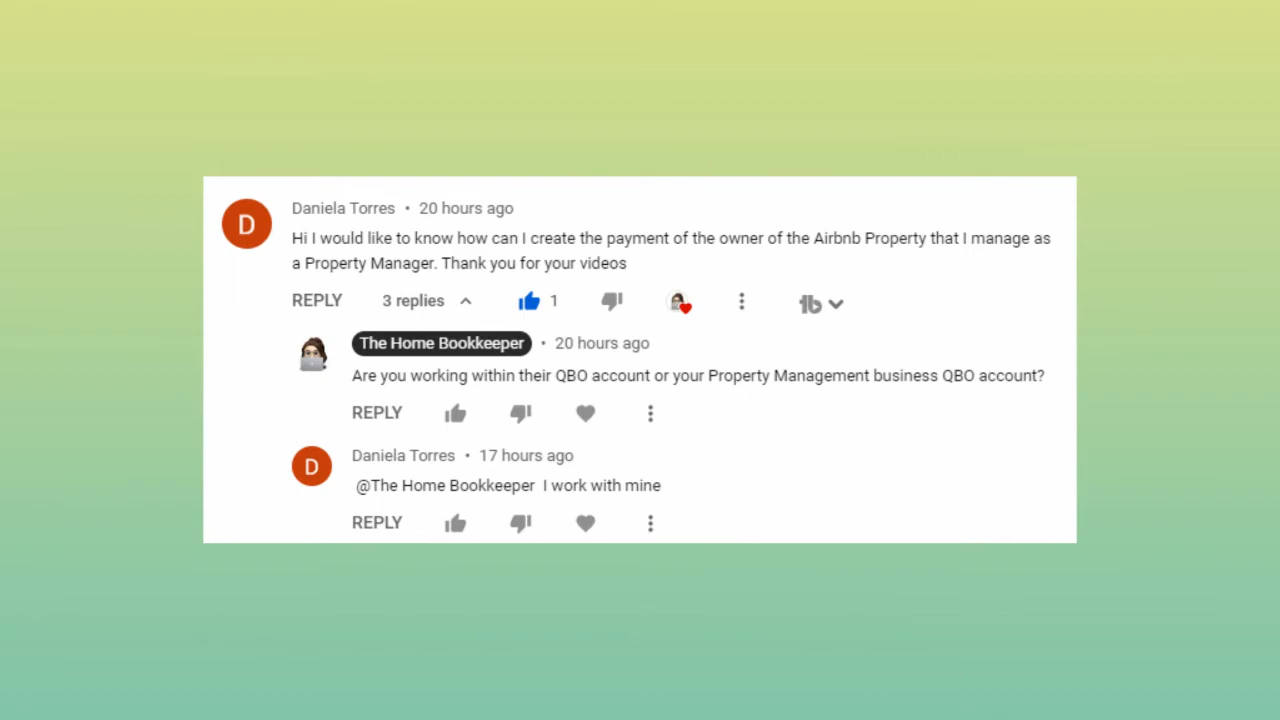 D
Daniela Torres • 20 hours ago
Hi I would like to know how can I create the payment of the owner of the Airbnb Property that I manage as
a Property Manager. Thank you for your videos
REPLY 3 replies 1
The Home Bookkeeper • 20 hours ago
Are you working within their QBO account or your Property Management business QBO account?
REPLY
D
Daniela Torres • 17 hours ago
@The Home Bookkeeper I work with mine
REPLY